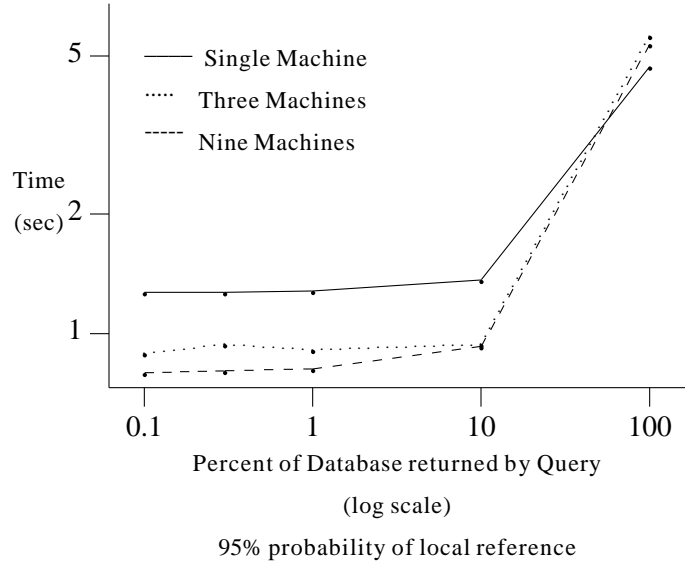 5
Single Machine
Three Machines
Nine Machines
Time
(sec)
2
1
0.1
1
10
100
Percent of Database returned by Query
(log scale)
95% probability of local reference